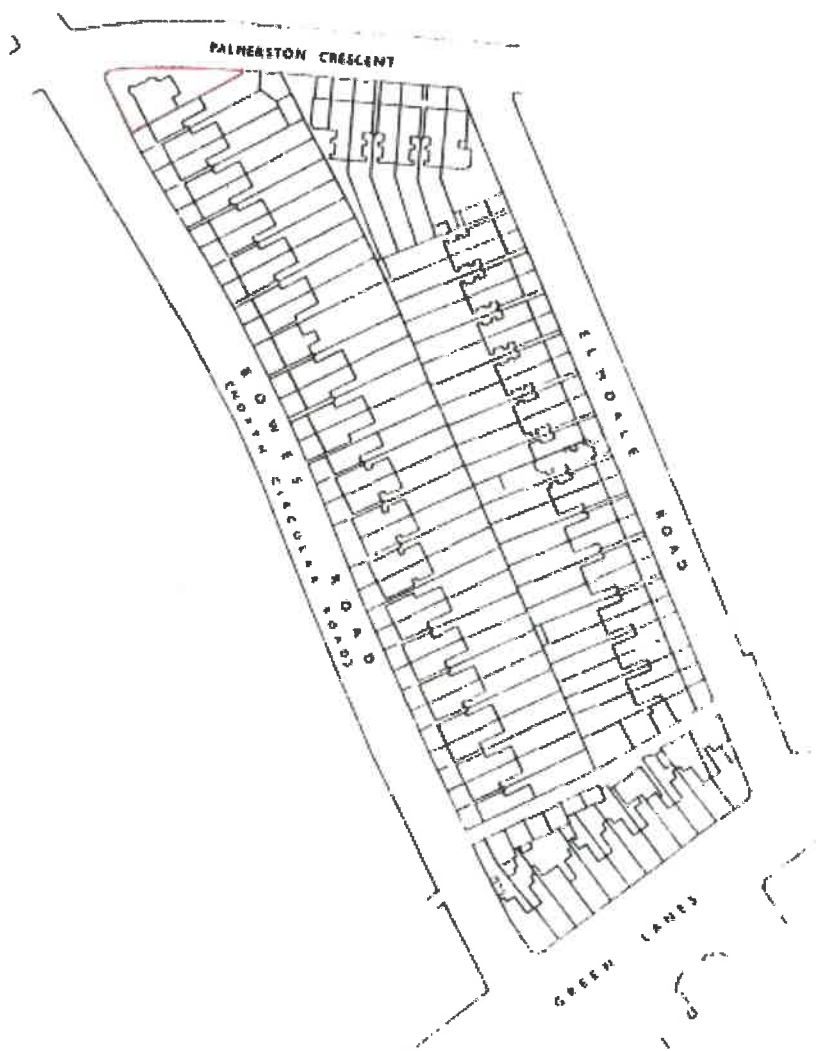 PALMERSTON CRESCENT
BOWES ROAD
(NORTH CIRCULAR ROAD)
ELMDALE ROAD
GREEN LANES